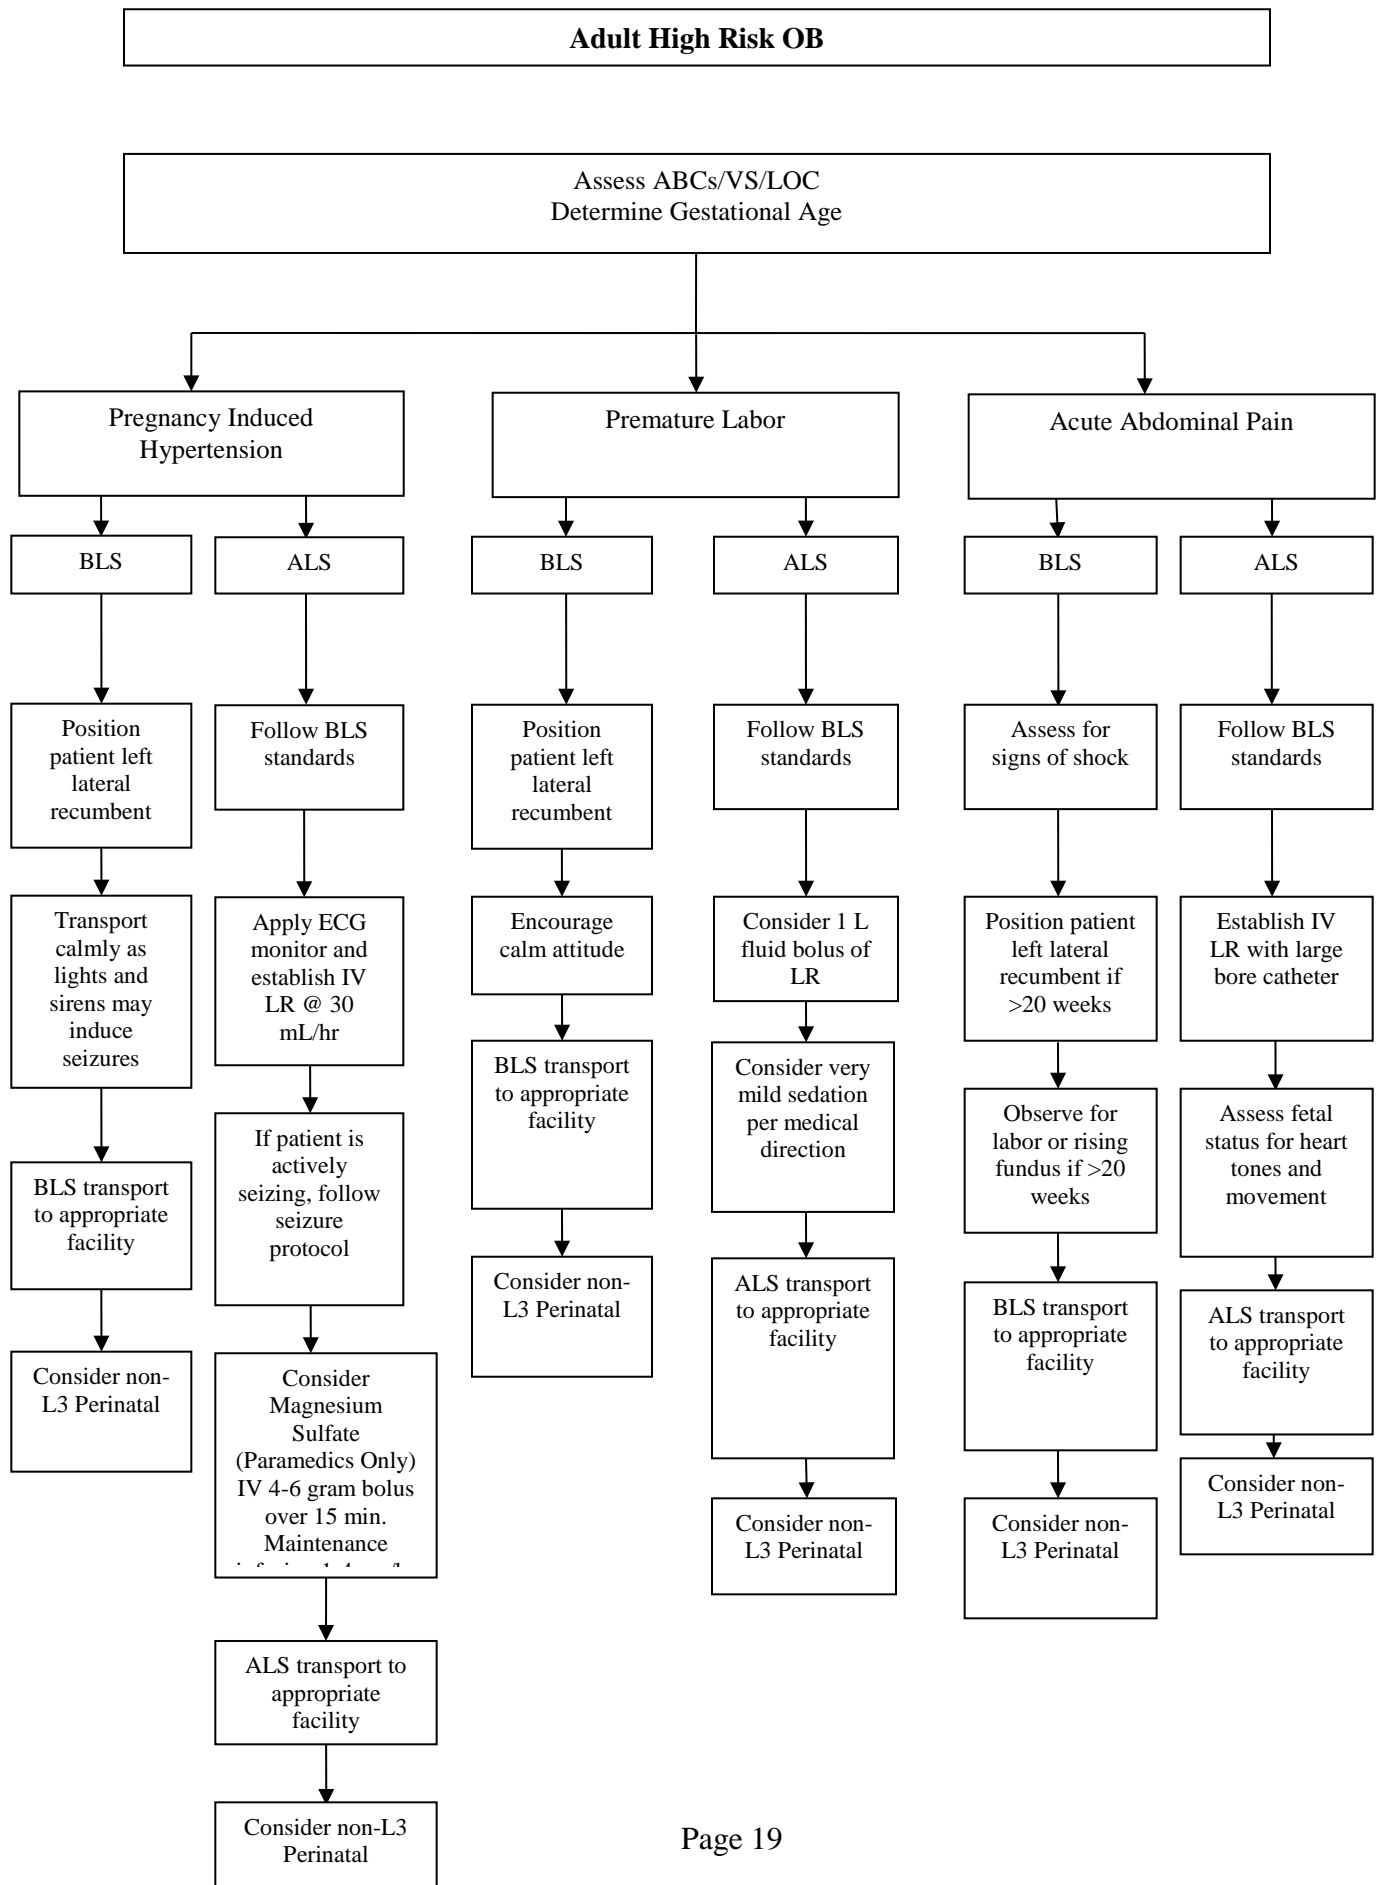 Adult High Risk OB
Assess ABCs/VS/LOC
Determine Gestational Age
Pregnancy Induced
Hypertension
BLS
Position
patient left
lateral
recumbent
Transport
calmly as
lights and
sirens may
induce
seizures
BLS transport
to appropriate
facility
Consider non-
L3 Perinatal
ALS
Follow BLS
standards
Apply ECG
monitor and
establish IV
LR @ 30
mL/hr
If patient is
actively
seizing, follow
seizure
protocol
Consider
Magnesium
Sulfate
(Paramedics Only)
IV 4-6 gram bolus
over 15 min.
Maintenance
ALS transport to
appropriate
facility
Consider non-L3
Perinatal
Premature Labor
BLS
Position
patient left
lateral
recumbent
Encourage
calm attitude
BLS transport
to appropriate
facility
Consider non-
L3 Perinatal
ALS
Follow BLS
standards
Consider 1 L
fluid bolus of
LR
Consider very
mild sedation
per medical
direction
ALS transport
to appropriate
facility
Consider non-
L3 Perinatal
Acute Abdominal Pain
BLS
Assess for
signs of shock
Position patient
left lateral
recumbent if
>20 weeks
Observe for
labor or rising
fundus if >20
weeks
BLS transport
to appropriate
facility
Consider non-
L3 Perinatal
ALS
Follow BLS
standards
Establish IV
LR with large
bore catheter
Assess fetal
status for heart
tones and
movement
ALS transport
to appropriate
facility
Consider non-
L3 Perinatal
Page 19